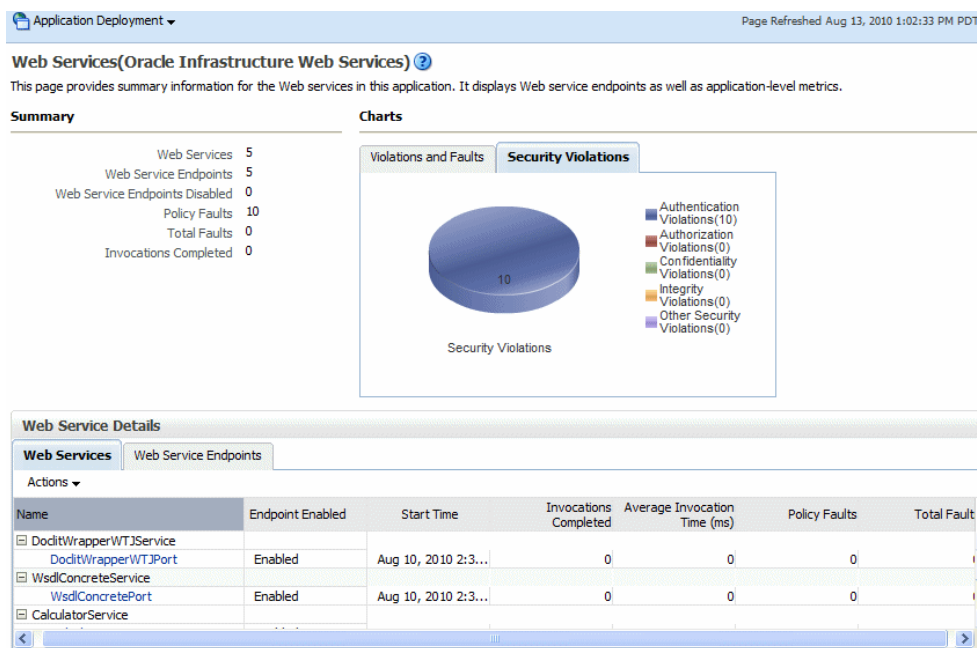 Application Deployment
Page Refreshed Aug 13, 2010 1:02:33 PM PDT
Web Services(Oracle Infrastructure Web Services)
This page provides summary information for the Web services in this application. It displays Web service endpoints as well as application-level metrics.
Summary
Web Services 5
Web Service Endpoints 5
Web Service Endpoints Disabled 0
Policy Faults 10
Total Faults 0
Invocations Completed 0
Charts
Violations and Faults
Security Violations
10
Security Violations
Authentication
Violations(10)
Authorization
Violations(0)
Confidentiality
Violations(0)
Integrity
Violations(0)
Other Security
Violations(0)
Web Service Details
Web Services
Web Service Endpoints
Actions
Name Endpoint Enabled Start Time Invocations Completed Average Invocation Time (ms) Policy Faults Total Fault
DoclitWrapperWTJService
DoclitWrapperWTJPort Enabled Aug 10, 2010 2:3... 0 0 0
WsdlConcreteService
WsdlConcretePort Enabled Aug 10, 2010 2:3... 0 0 0
CalculatorService